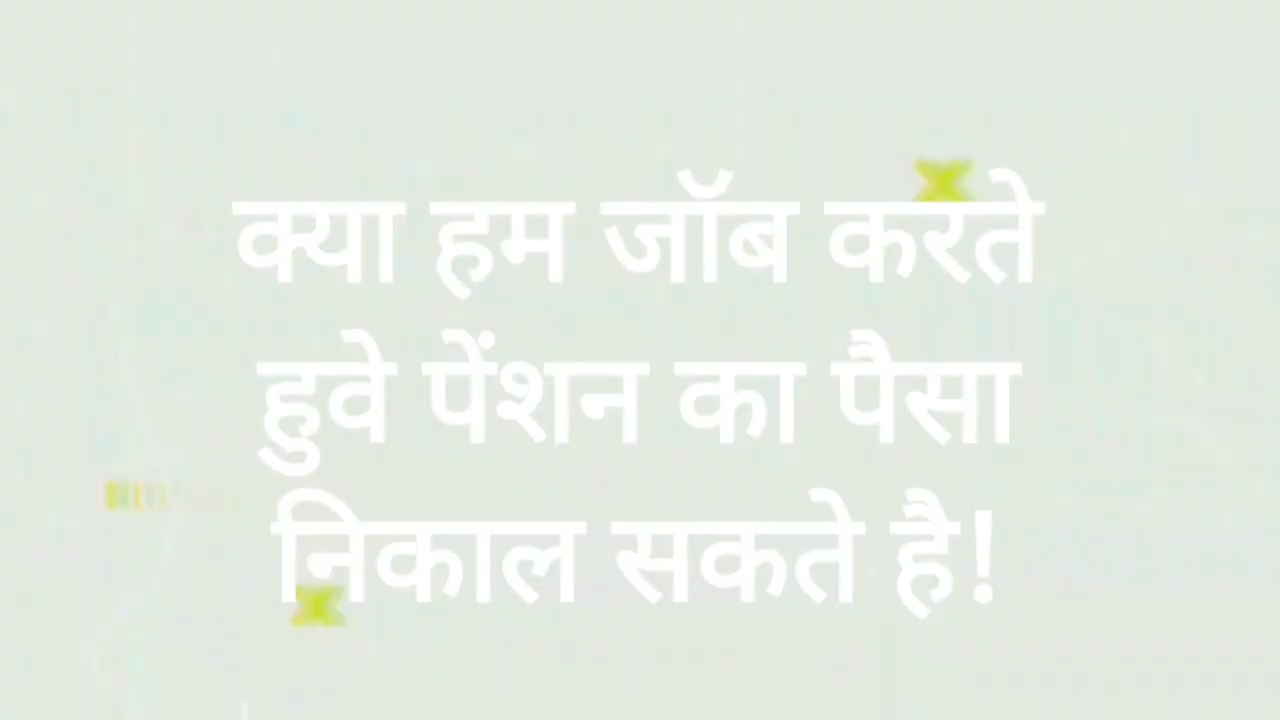 क्या हम जॉब करते
हुवे पेंशन का पैसा
निकाल सकते है!